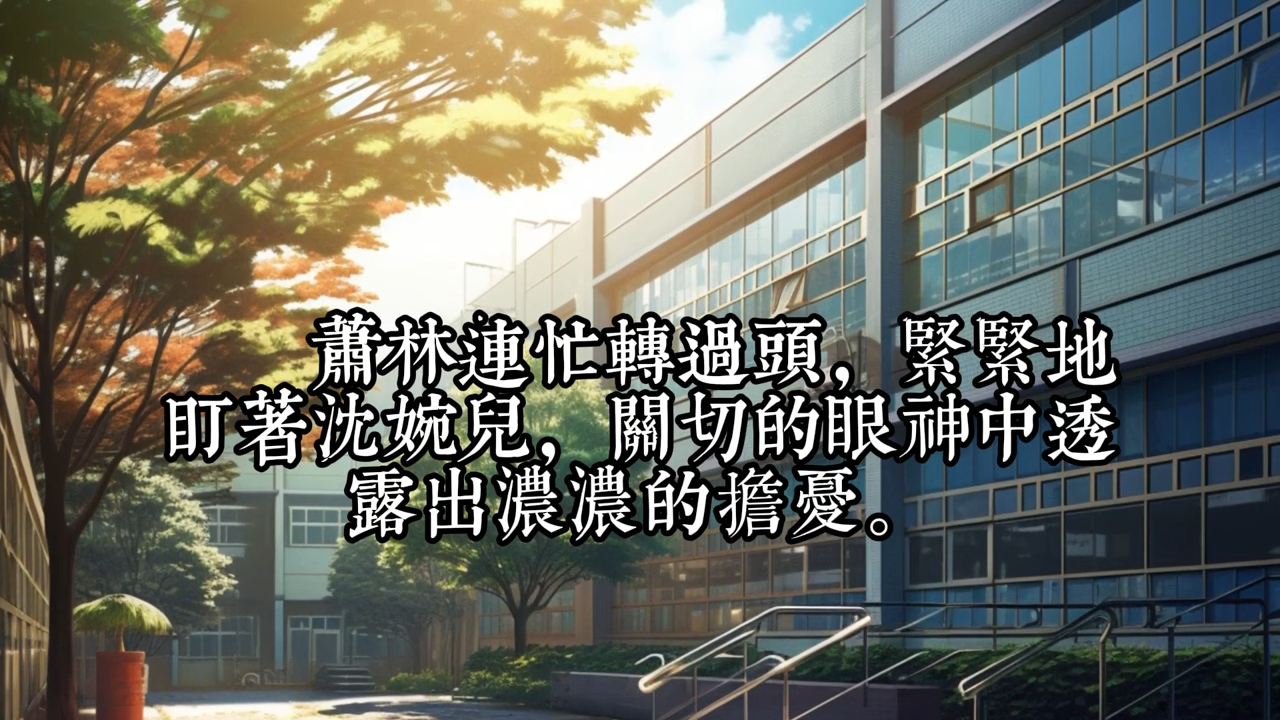 蕭林連忙轉過頭，緊緊地
盯著沈婉兒，關切的眼神中透
露出濃濃的擔憂。